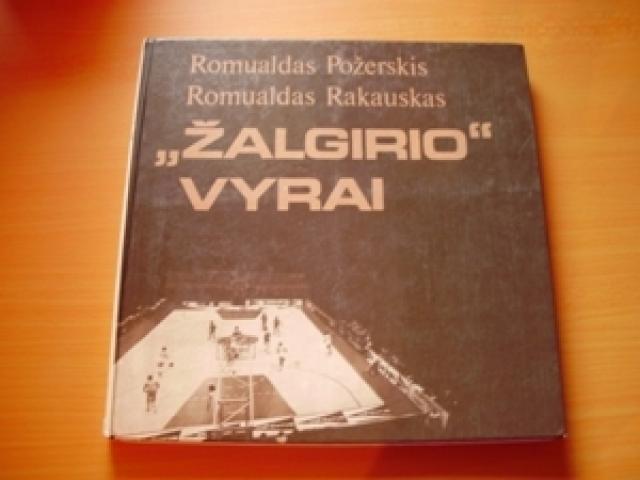 Romualdas Požerskis
Romualdas Rakauskas
„ŽALGIRIO“
VYRAI